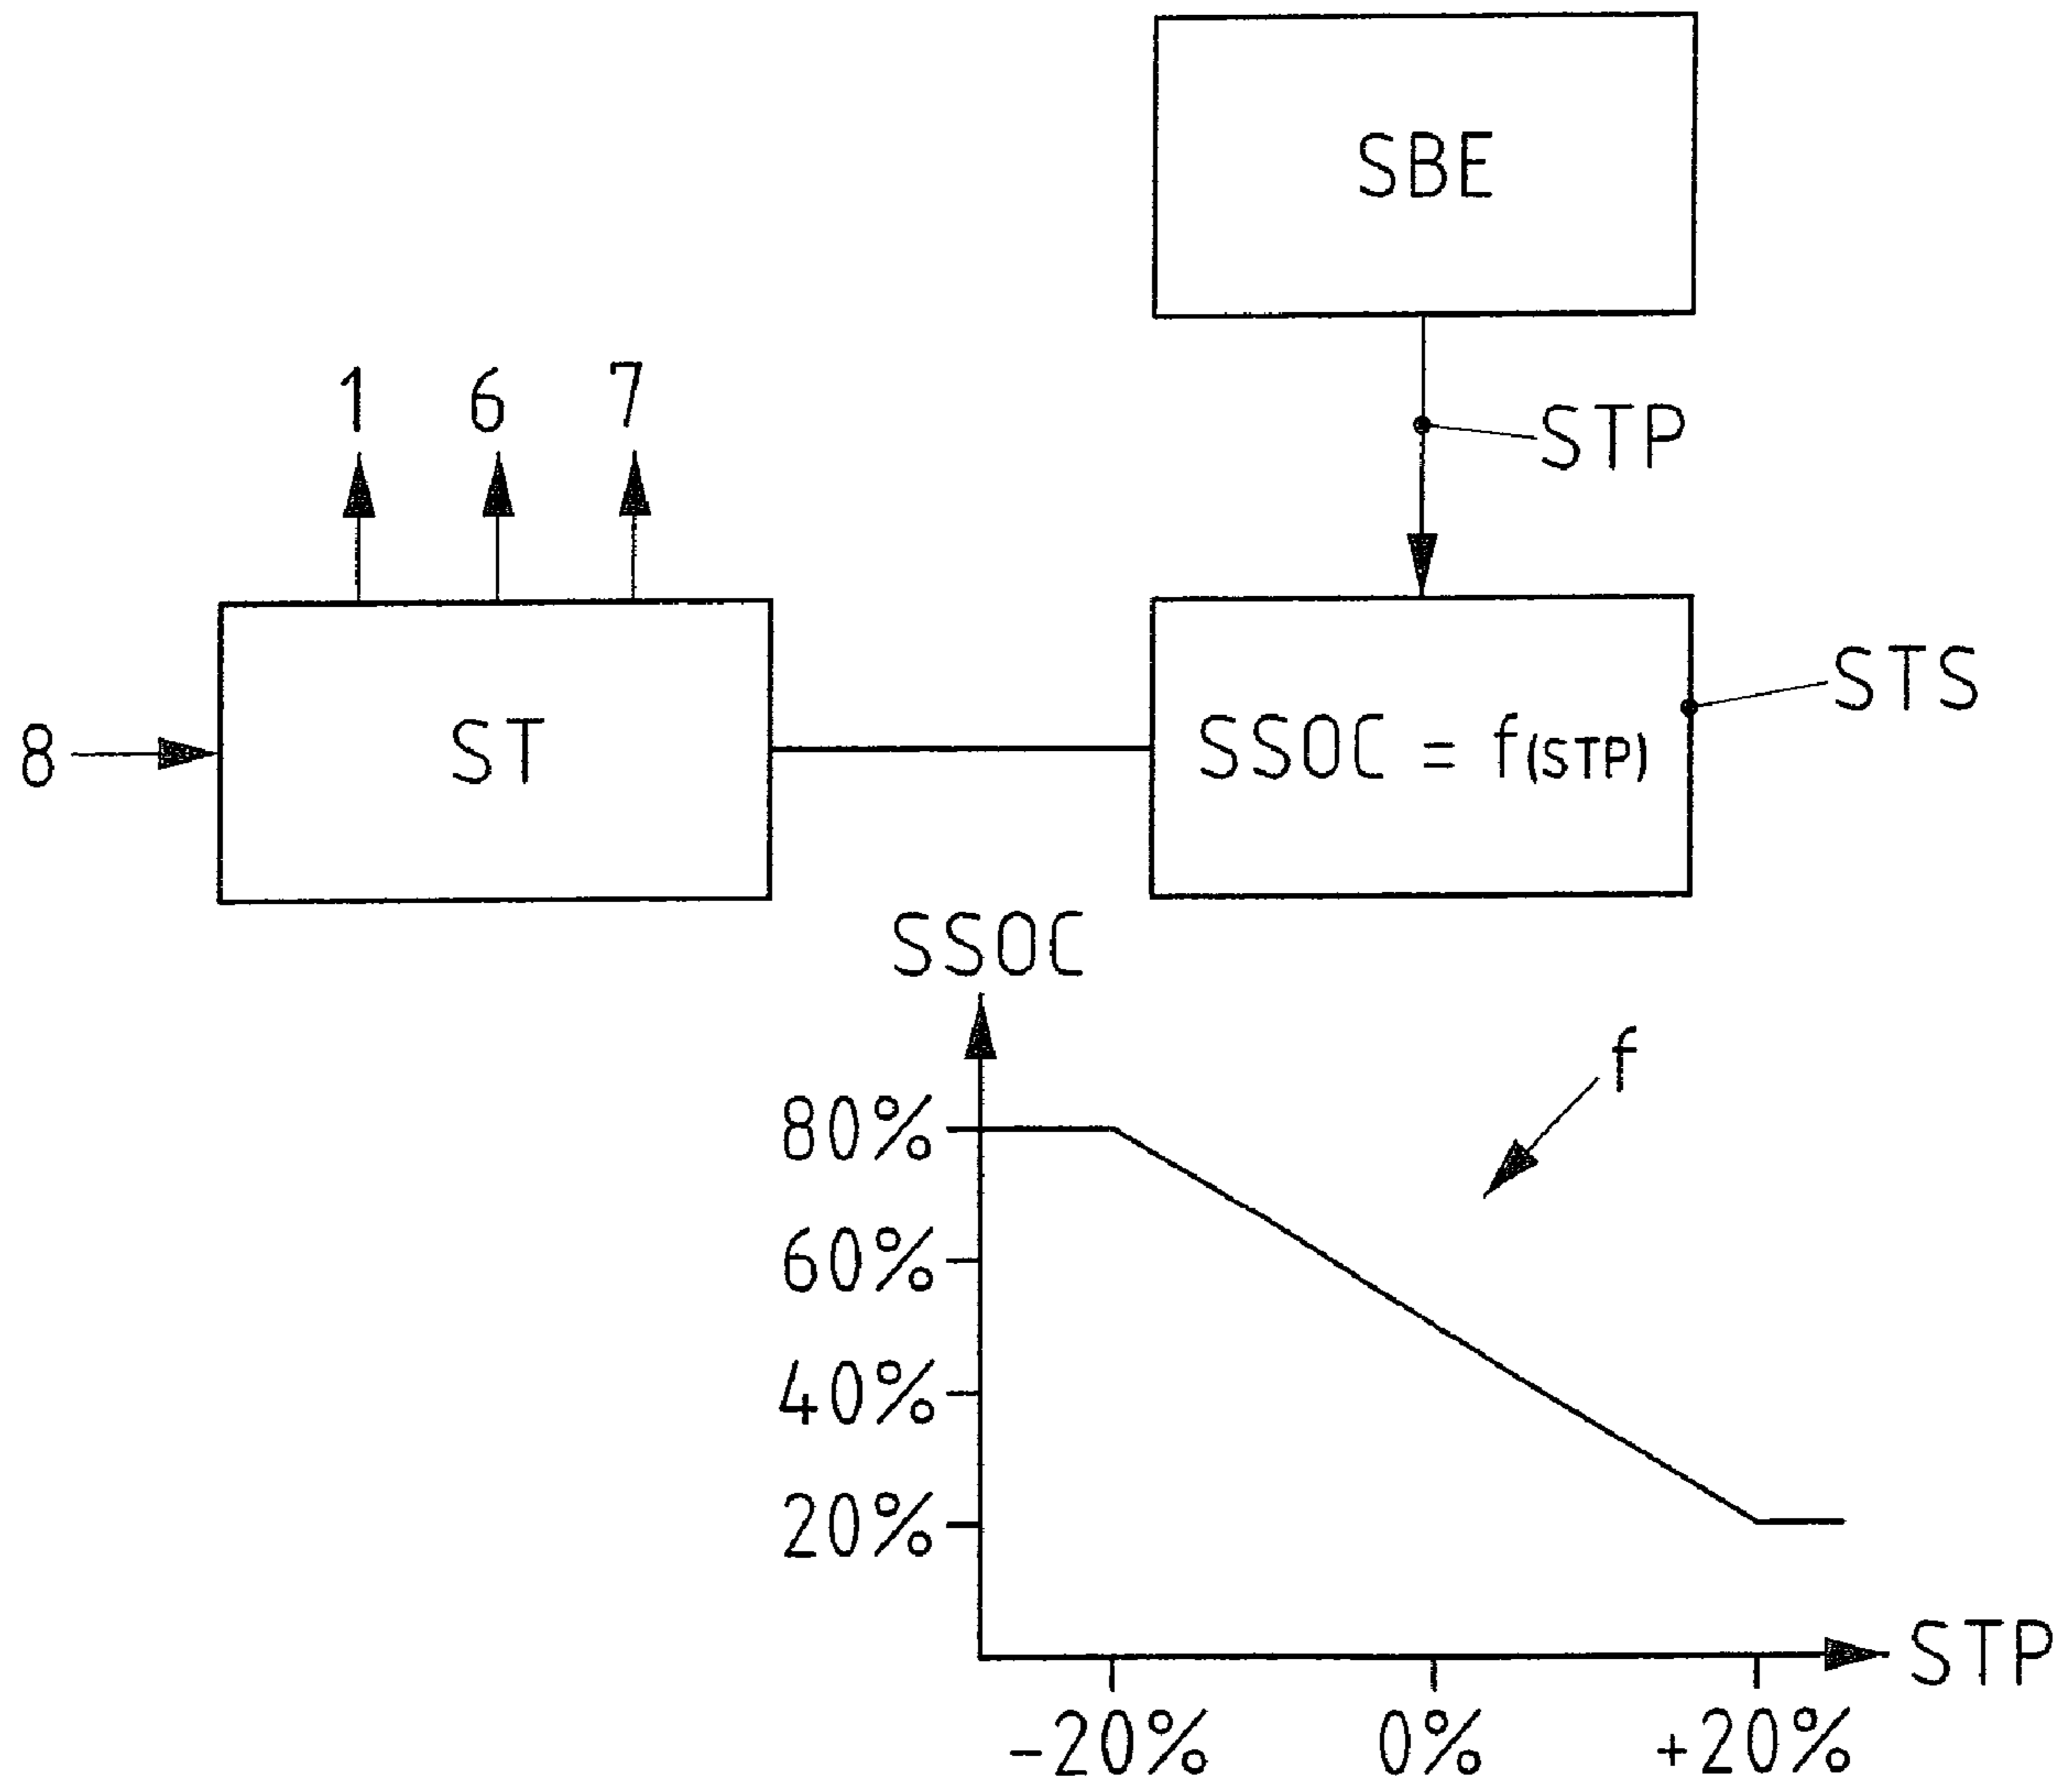 SBE
1 6 7
STP
STS
8
ST
SSOC = f(STP)
SSOC
f
80%
60%
40%
20%
STP
-20% 0% +20%